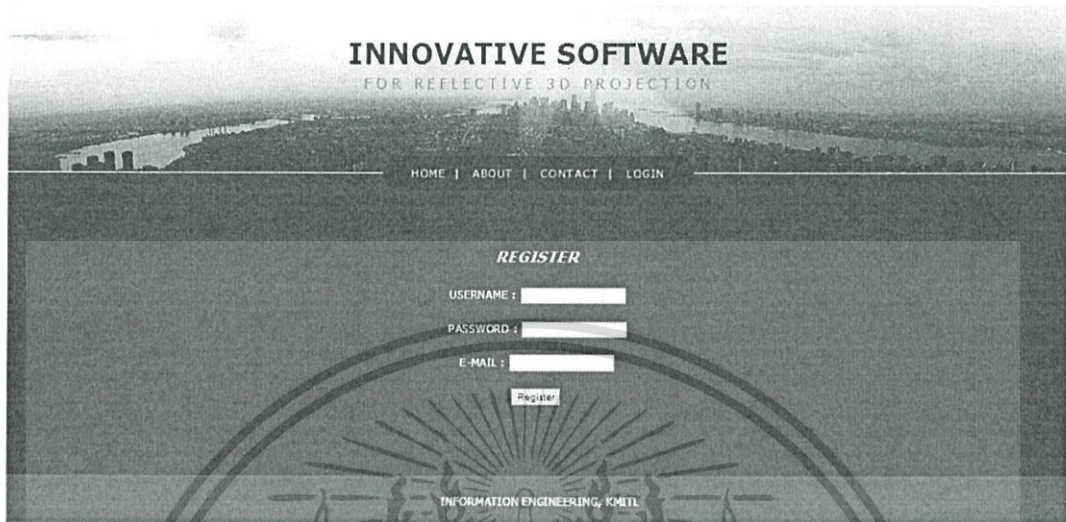 INNOVATIVE SOFTWARE
FOR REFLECTIVE 3D PROJECTION
HOME | ABOUT | CONTACT | LOGIN
REGISTER
USERNAME :
PASSWORD :
E-MAIL :
Register
INFORMATION ENGINEERING, KMITL